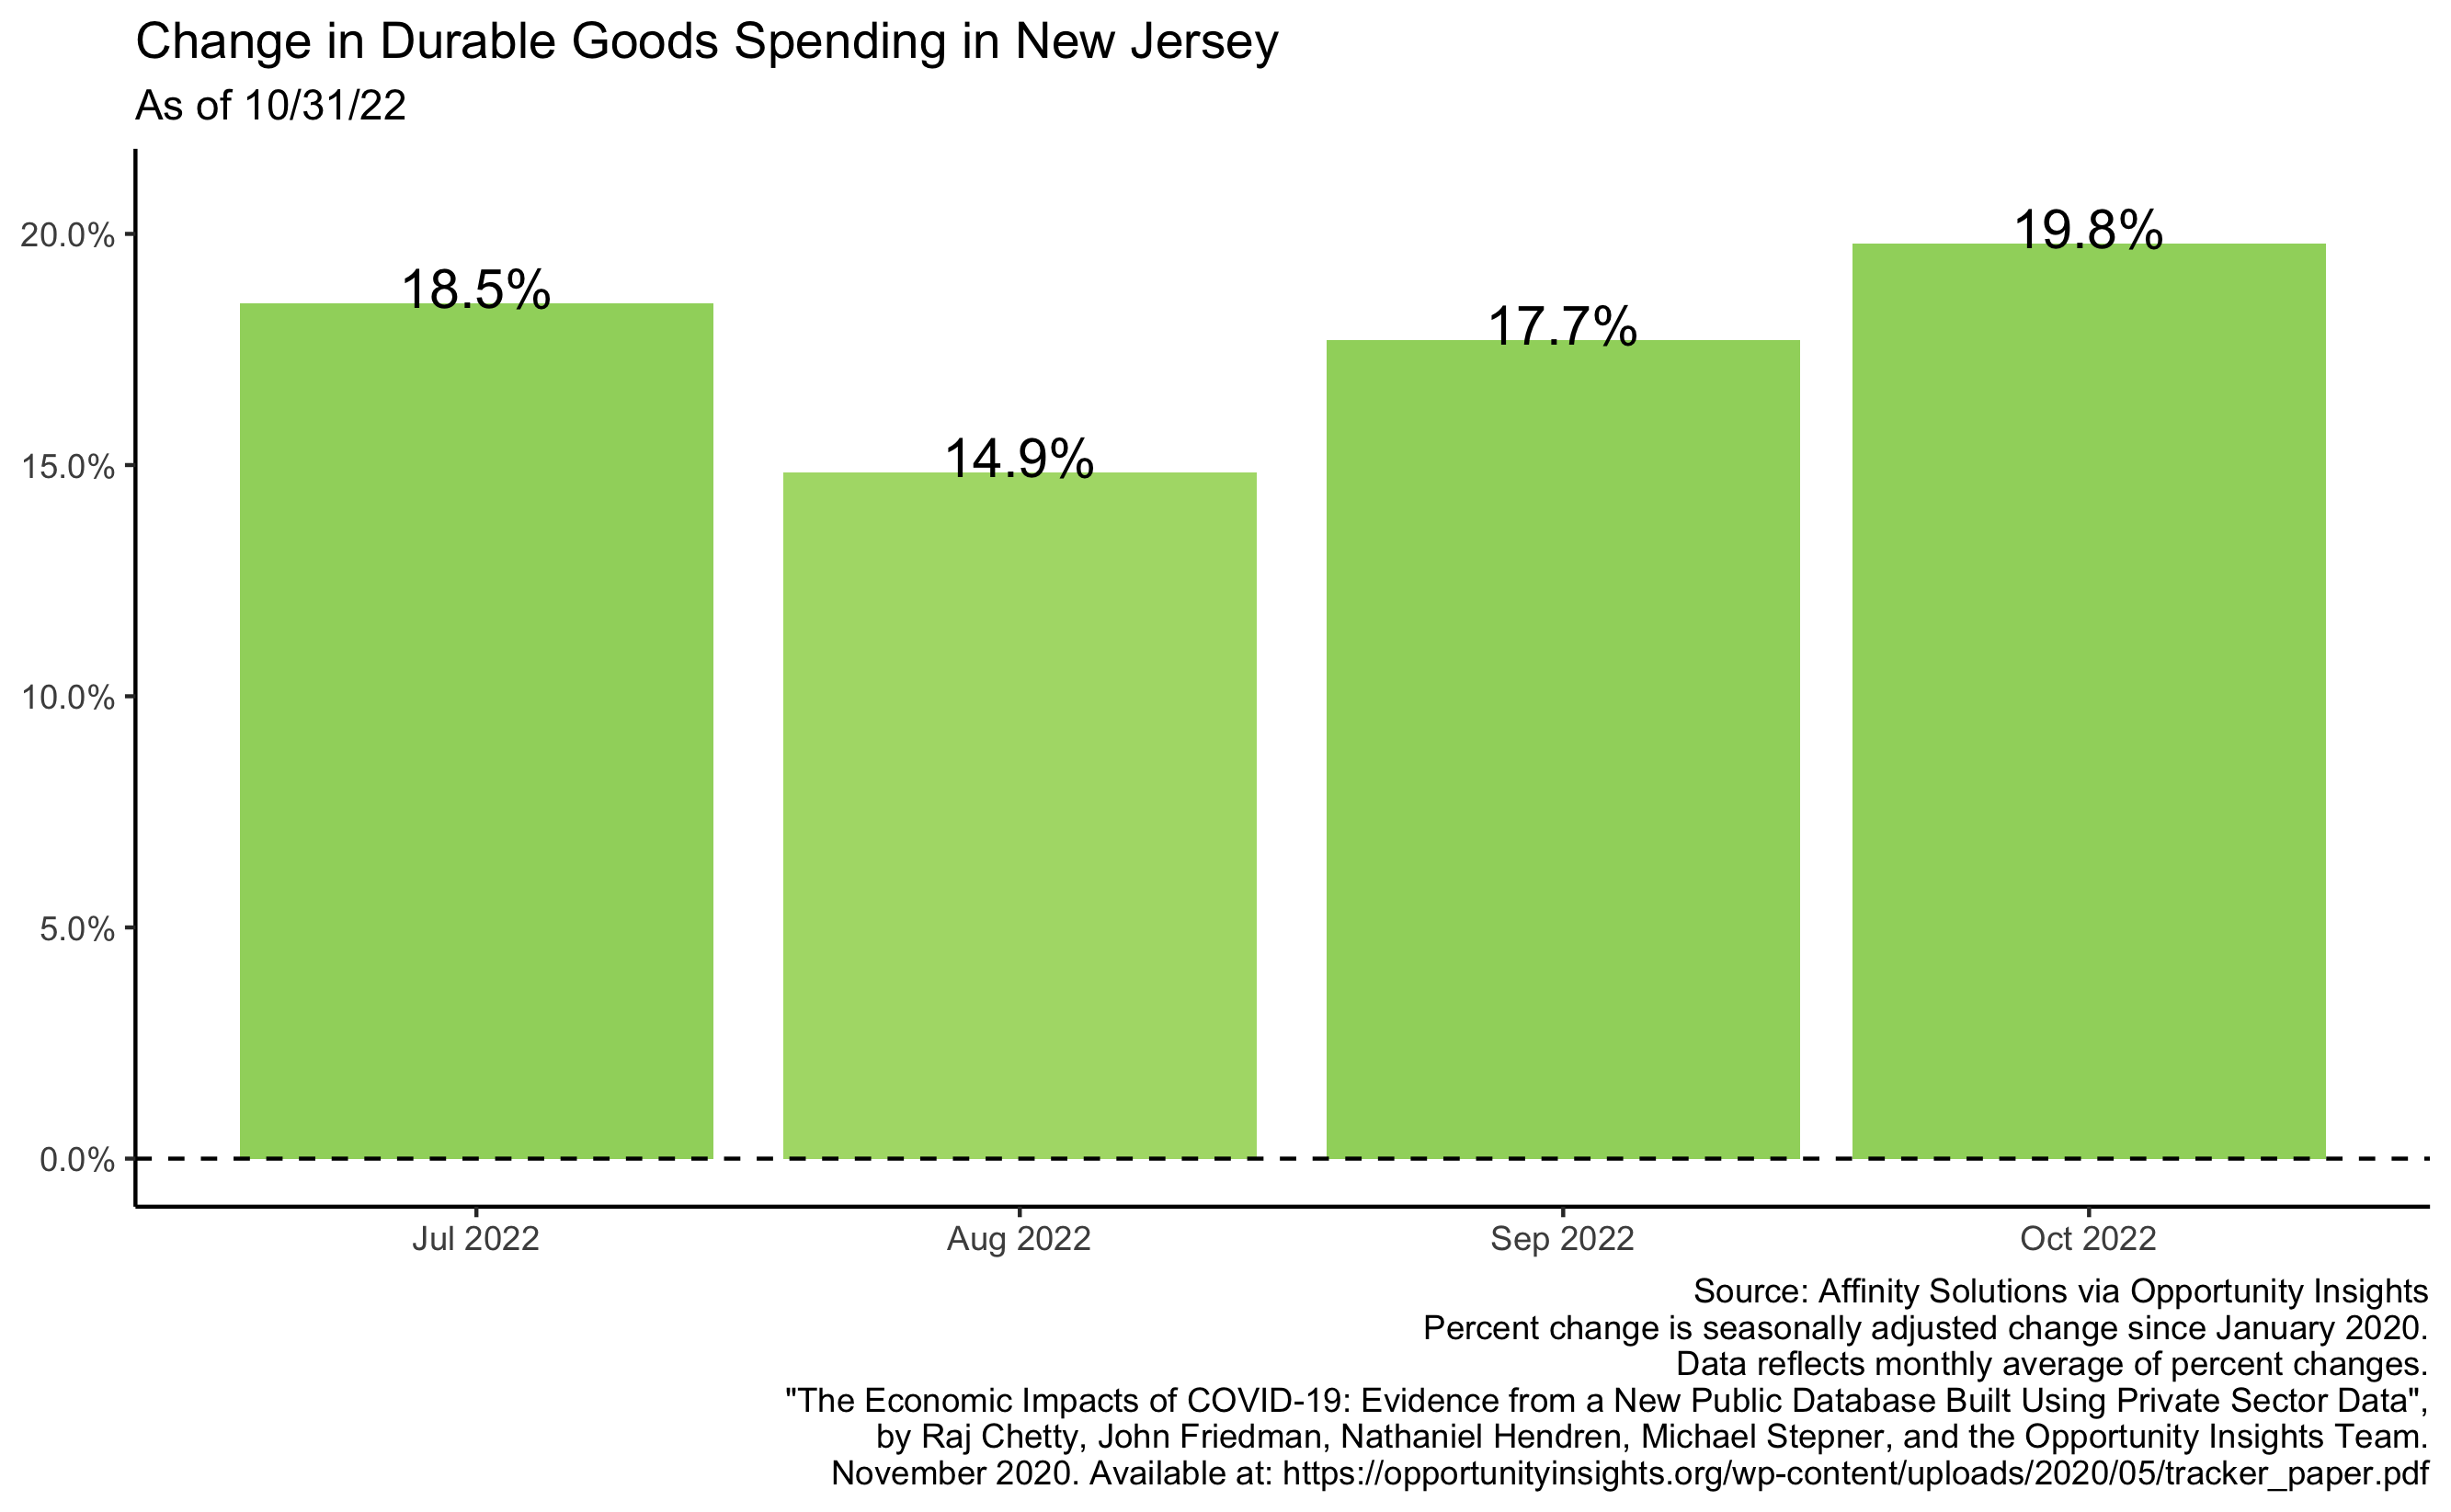 Change in Durable Goods Spending in New Jersey
As of 10/31/22
20.0%
15.0%
10.0%
5.0%
0.0%
18.5%
14.9%
17.7%
19.8%
Jul 2022
Aug 2022
Sep 2022
Oct 2022
Source: Affinity Solutions via Opportunity Insights
Percent change is seasonally adjusted change since January 2020.
Data reflects monthly average of percent changes.
"The Economic Impacts of COVID-19: Evidence from a New Public Database Built Using Private Sector Data",
by Raj Chetty, John Friedman, Nathaniel Hendren, Michael Stepner, and the Opportunity Insights Team.
November 2020. Available at: https://opportunityinsights.org/wp-content/uploads/2020/05/tracker_paper.pdf